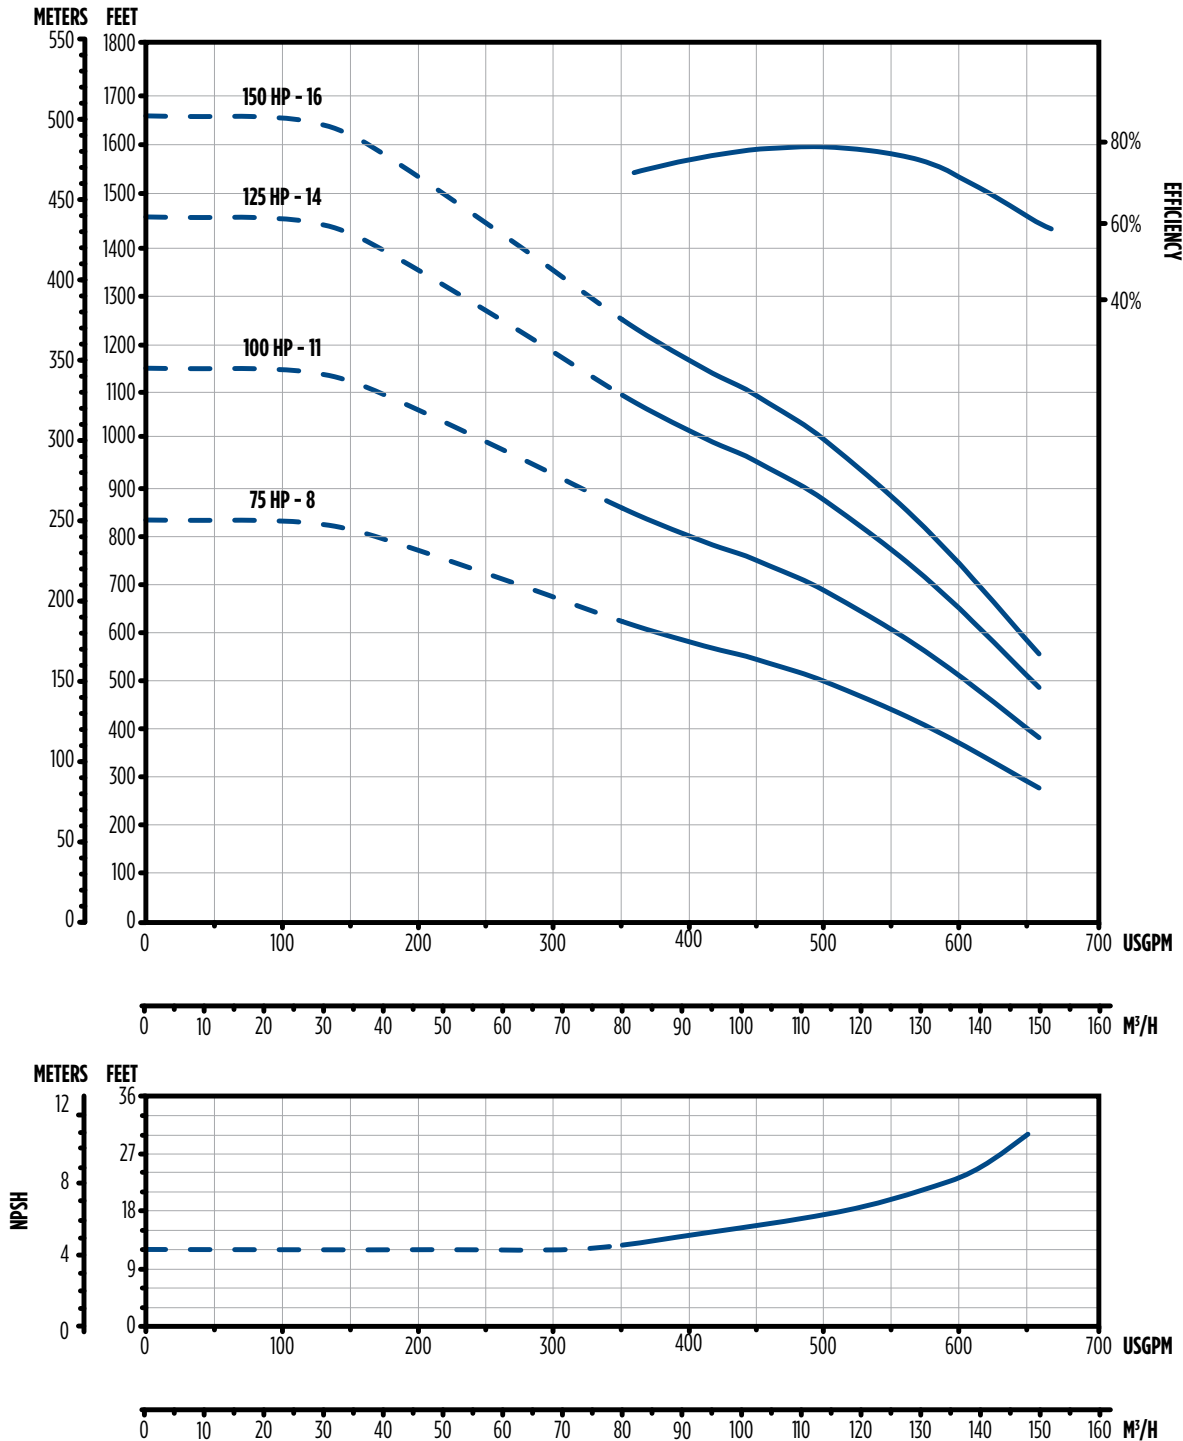 METERS FEET
550 1800
1700
500
1600
450 1500
1400
400
1300
350 1200
1100
300 1000
900
250
800
700
200
600
150 500
400
100
300
200
50
100
0 0
150 HP - 16
125 HP - 14
100 HP - 11
75 HP - 8
80%
60%
40%
EFFICIENCY
0 100 200 300 400 500 600 700 USGPM
0 10 20 30 40 50 60 70 80 90 100 110 120 130 140 150 160 M³/H
METERS FEET
12 36
27
8
18
4
9
0 0
NPSH
0 100 200 300 400 500 600 700 USGPM
0 10 20 30 40 50 60 70 80 90 100 110 120 130 140 150 160 M³/H